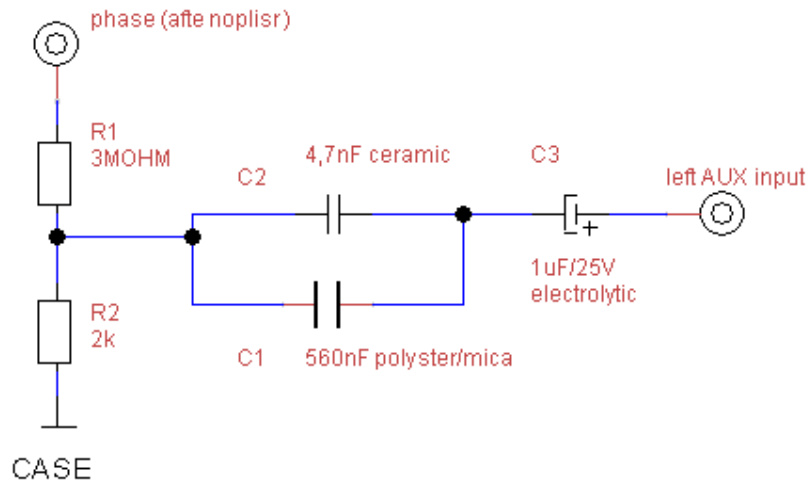 phase (afte noplisr)
R1
3MOHM
C2
4,7nF ceramic
C3
left AUX input
1uF/25V
electrolytic
+
R2
2k
C1
560nF polyster/mica
CASE